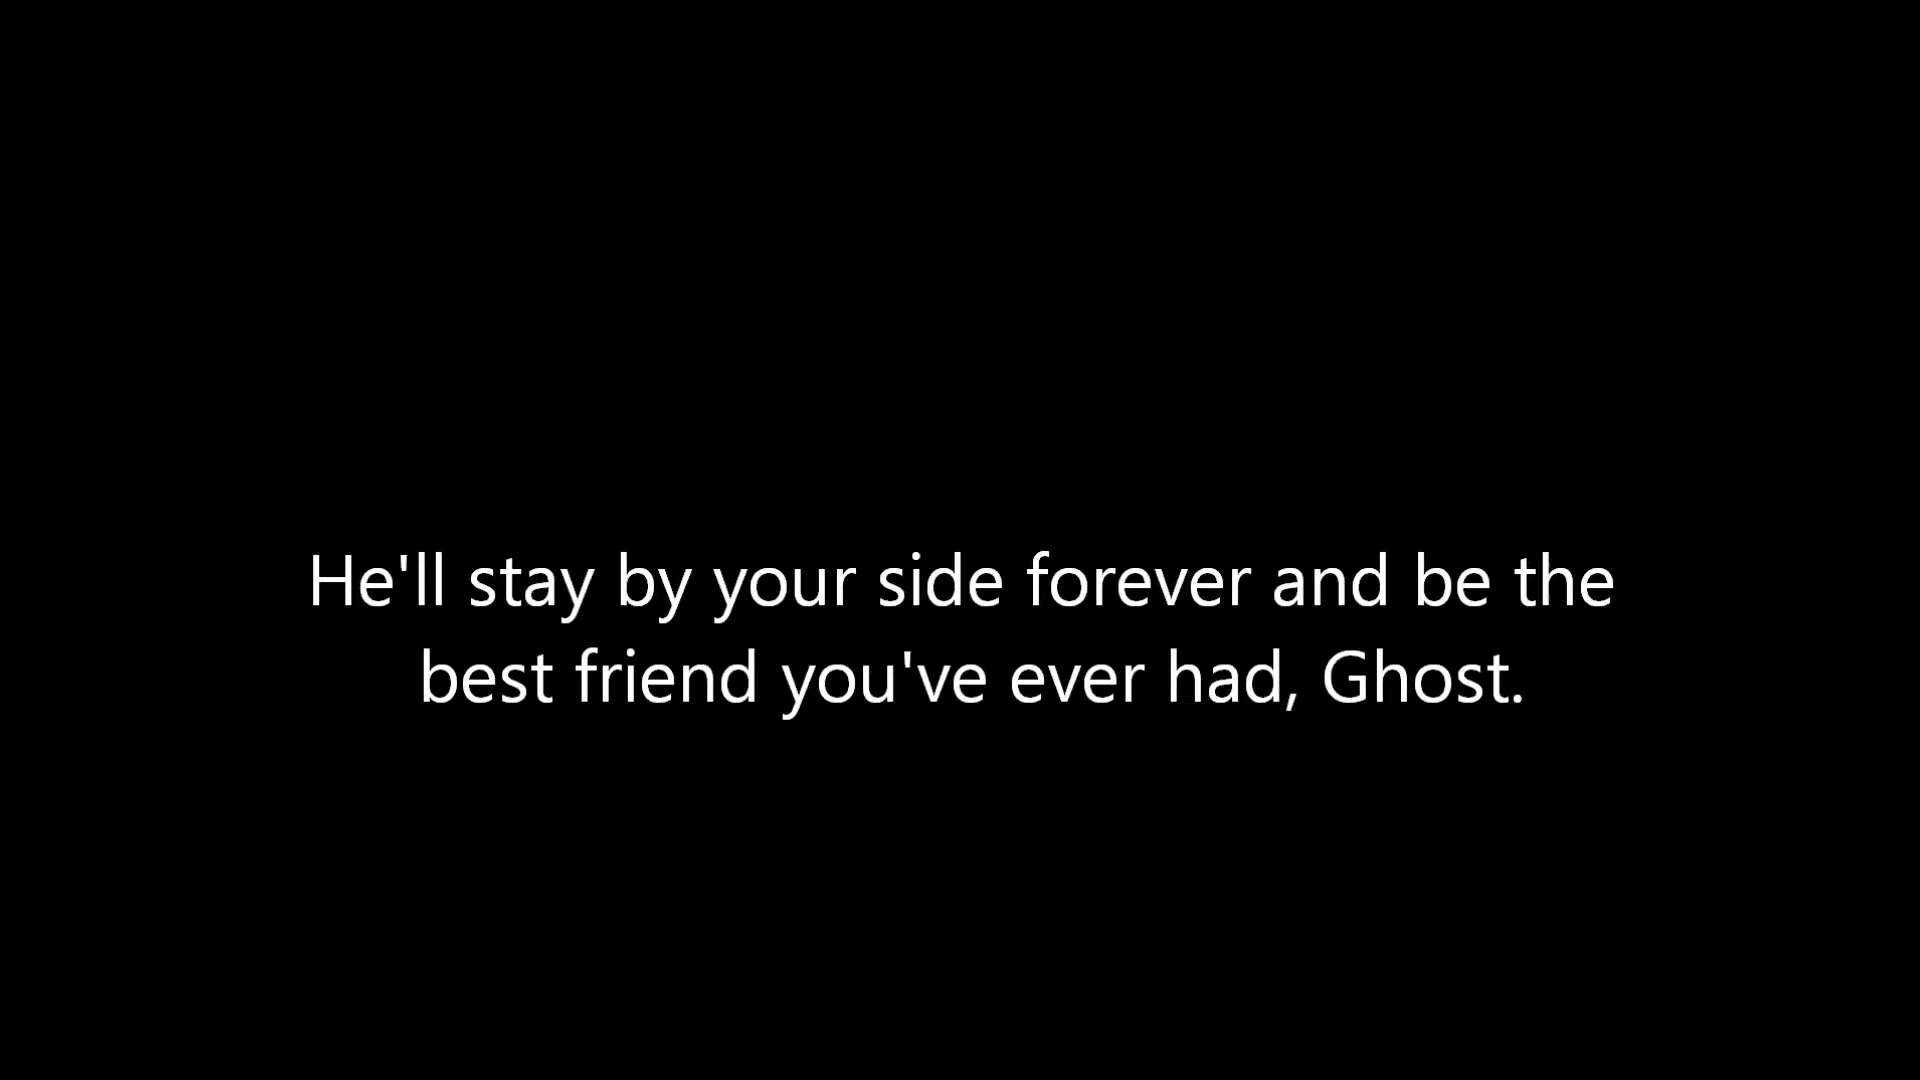 He'll stay by your side forever and be the
best friend you've ever had, Ghost.